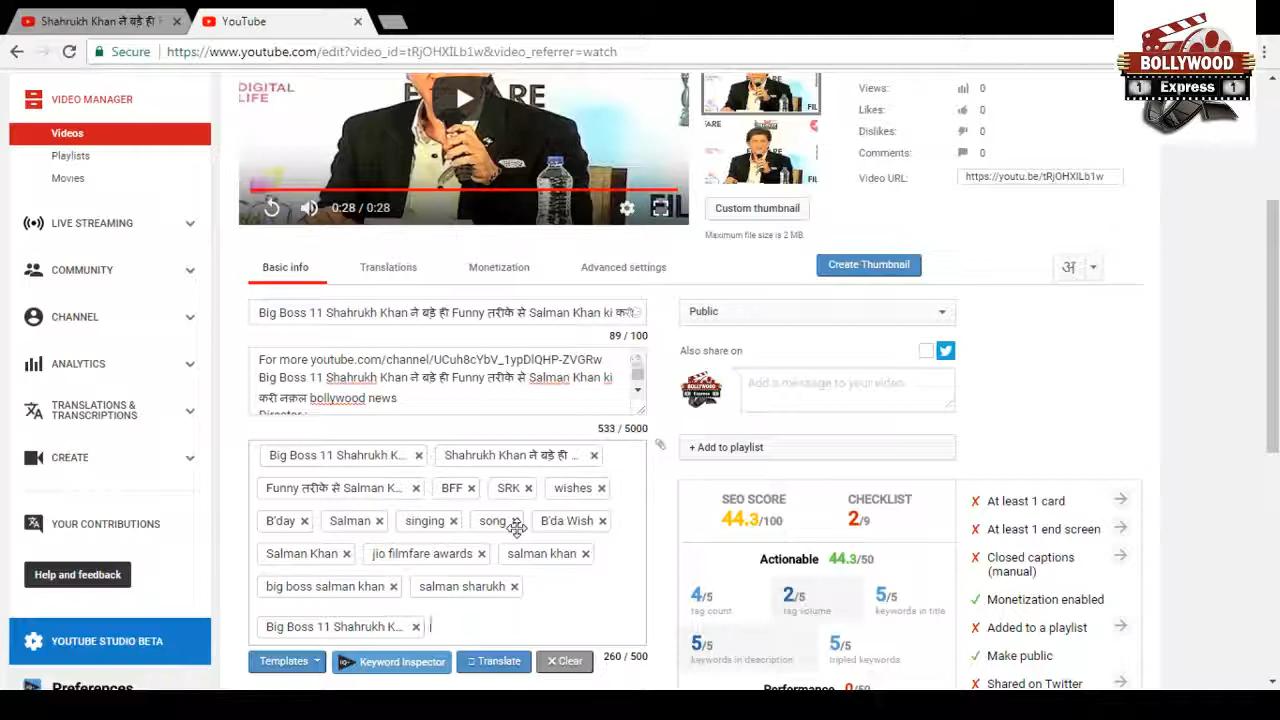 Shahrukh Khan ने बड़े ही
YouTube
Secure
https://www.youtube.com/edit?video_id=tRjOHXILb1w&video_referrer=watch
BOLLYWOOD
1 Express 1
VIDEO MANAGER
Videos
Playlists
Movies
LIVE STREAMING
COMMUNITY
CHANNEL
ANALYTICS
TRANSLATIONS &
TRANSCRIPTIONS
CREATE
YOUR CONTRIBUTIONS
Help and feedback
YOUTUBE STUDIO BETA
Preferences
DIGITAL
LIFE
0:28 / 0:28
Custom thumbnail
Maximum file size is 2 MB.
Views: 0
Likes: 0
Dislikes: 0
Comments: 0
Video URL: https://youtu.be/tRjOHXILb1w
Basic info
Translations
Monetization
Advanced settings
Create Thumbnail
अ
Big Boss 11 Shahrukh Khan ने बड़े ही Funny तरीके से Salman Khan ki
89 / 100
For more youtube.com/channel/UCuh8cYbV_1ypDlQHP-ZVGRw
Big Boss 11 Shahrukh Khan ने बड़े ही Funny तरीके से Salman Khan ki
करी नक़ल bollywood news
Director :
533 / 5000
Big Boss 11 Shahrukh K... × Shahrukh Khan ने बड़े ही ... ×
Funny तरीके से Salman K... × BFF × SRK × wishes ×
B'day × Salman × singing × song × B'da Wish ×
Salman Khan × jio filmfare awards × salman khan ×
big boss salman khan × salman sharukh ×
Big Boss 11 Shahrukh K... ×
Templates
Keyword Inspector
Translate
× Clear
260 / 500
Public
Also share on
Add a message to your video
+ Add to playlist
SEO SCORE
44.3/100
CHECKLIST
2/9
Actionable 44.3/50
4/5
tag count
2/5
tag volume
5/5
keywords in title
5/5
keywords in description
5/5
tripled keywords
Performance 0/50
✗ At least 1 card
✗ At least 1 end screen
✗ Closed captions
(manual)
✓ Monetization enabled
✓ Added to a playlist
✓ Make public
✗ Shared on Twitter